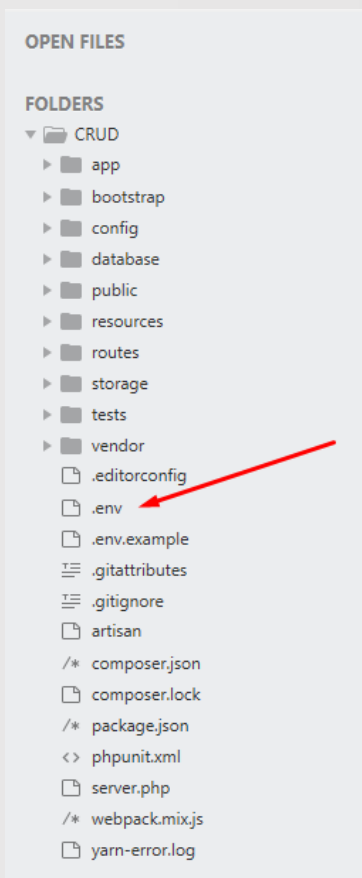 OPEN FILES
FOLDERS
CRUD
app
bootstrap
config
database
public
resources
routes
storage
tests
vendor
.editorconfig
.env
.env.example
.gitattributes
.gitignore
artisan
/* composer.json
composer.lock
/* package.json
<> phpunit.xml
server.php
/* webpack.mix.js
yarn-error.log